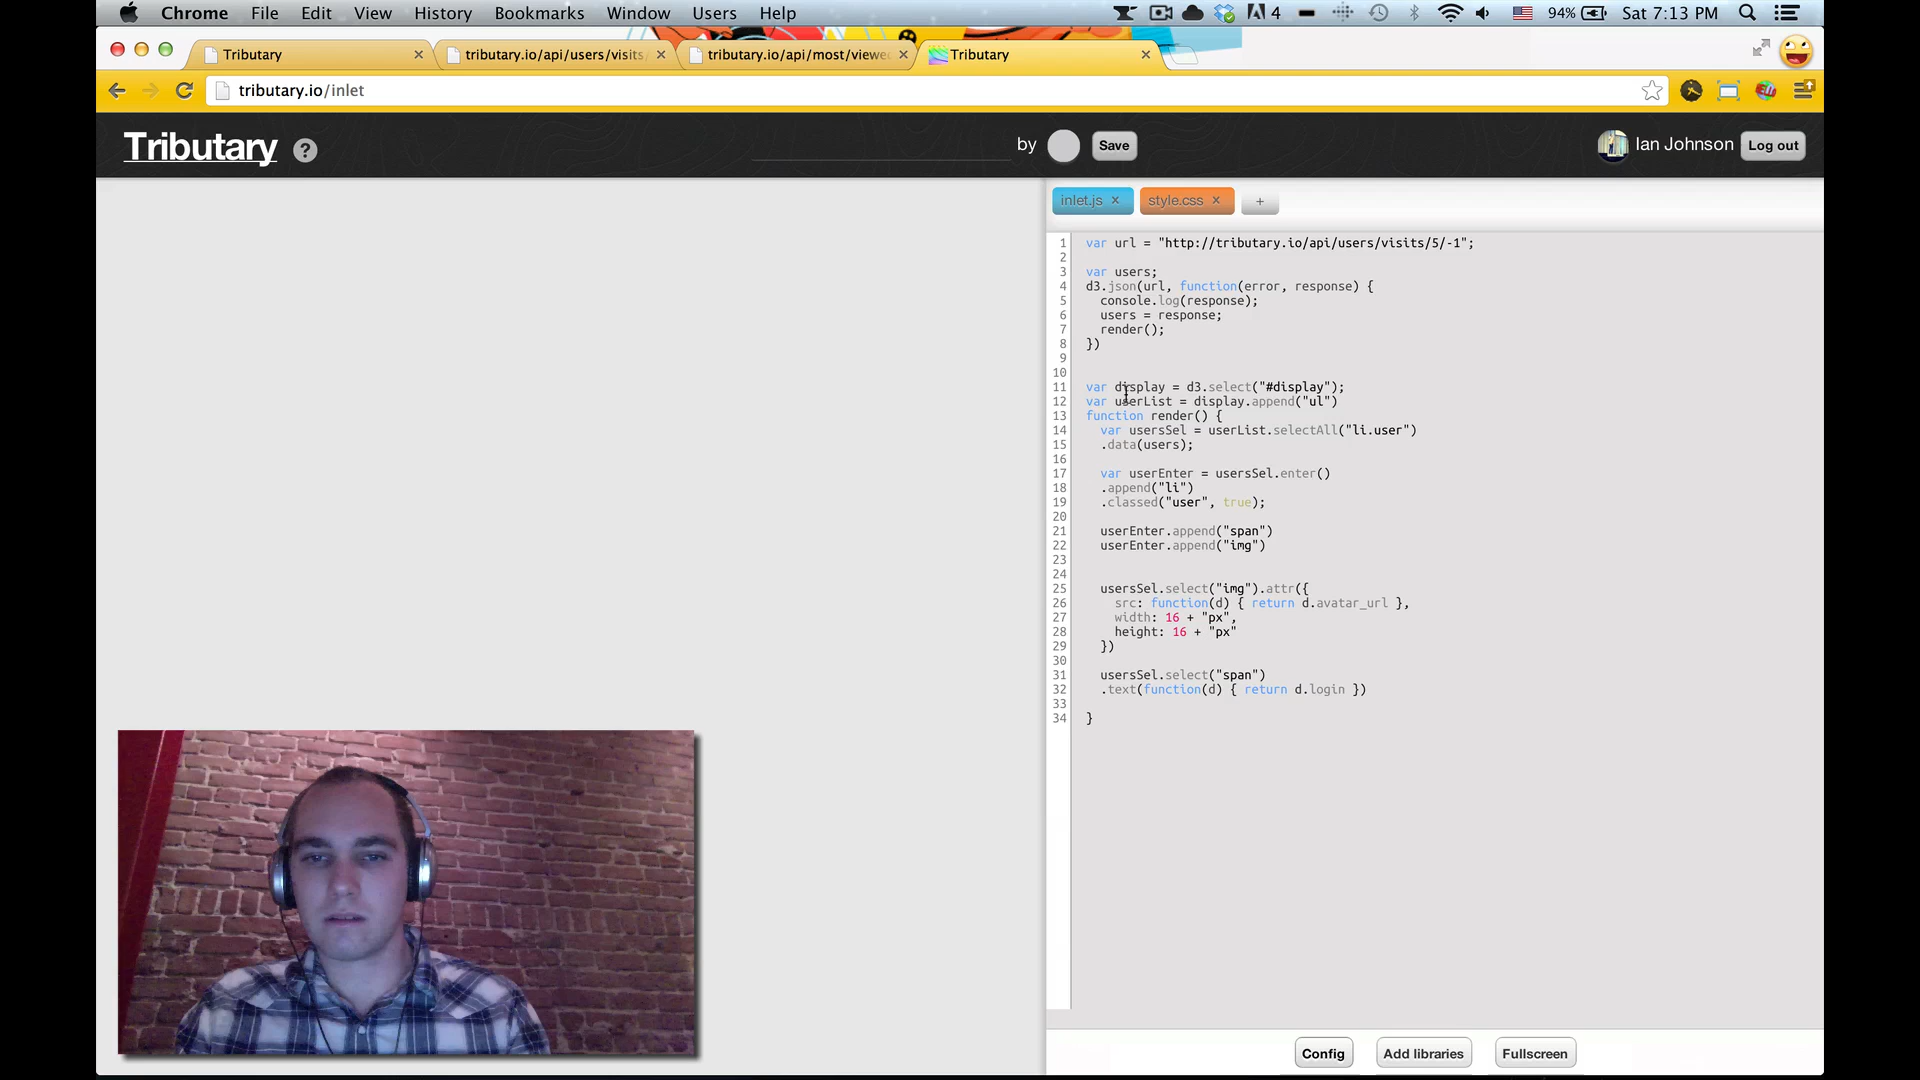 Chrome File Edit View History Bookmarks Window Users Help 4 94% Sat 7:13 PM
Tributary tributary.io/api/users/visits/ tributary.io/api/most/viewed Tributary
tributary.io/inlet
Tributary ? by Save Ian Johnson Log out
inlet.js × style.css × +
1 var url = "http://tributary.io/api/users/visits/5/-1";
2
3 var users;
4 d3.json(url, function(error, response) {
5 console.log(response);
6 users = response;
7 render();
8 })
9
10
11 var display = d3.select("#display");
12 var userList = display.append("ul")
13 function render() {
14 var usersSel = userList.selectAll("li.user")
15 .data(users);
16
17 var userEnter = usersSel.enter()
18 .append("li")
19 .classed("user", true);
20
21 userEnter.append("span")
22 userEnter.append("img")
23
24
25 usersSel.select("img").attr({
26 src: function(d) { return d.avatar_url },
27 width: 16 + "px",
28 height: 16 + "px"
29 })
30
31 usersSel.select("span")
32 .text(function(d) { return d.login })
33
34 }
Config Add libraries Fullscreen